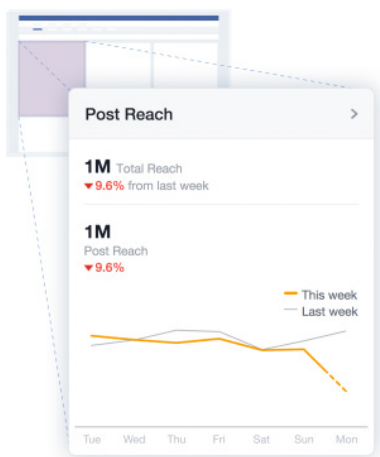 Post Reach
1M Total Reach
▼9.6% from last week
1M
Post Reach
▼9.6%
This week
Last week
Tue Wed Thu Fri Sat Sun Mon